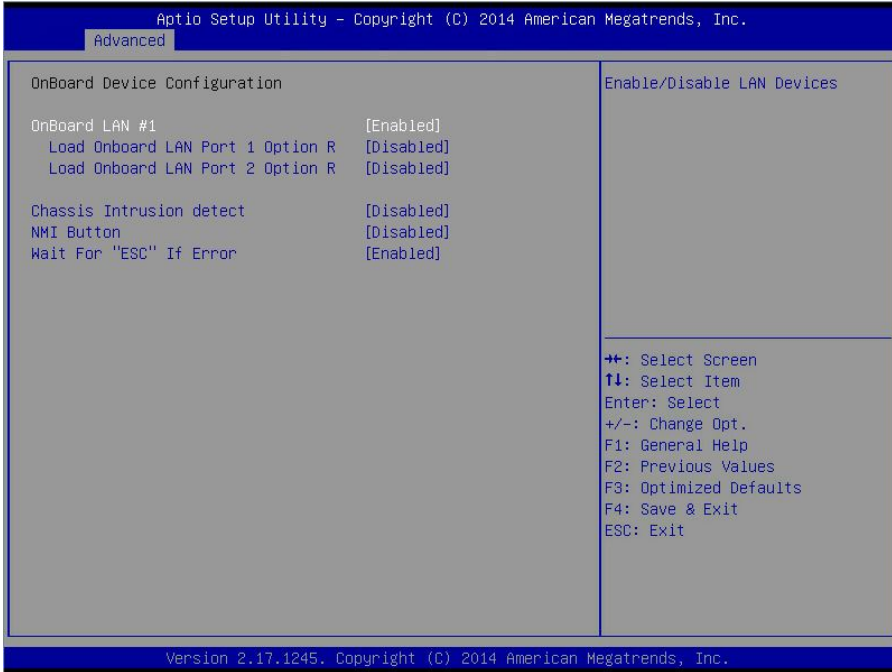 Aptio Setup Utility – Copyright (C) 2014 American Megatrends, Inc.
Advanced
OnBoard Device Configuration
OnBoard LAN #1 [Enabled]
Load Onboard LAN Port 1 Option R [Disabled]
Load Onboard LAN Port 2 Option R [Disabled]
Chassis Intrusion detect [Disabled]
NMI Button [Disabled]
Wait For "ESC" If Error [Enabled]
Enable/Disable LAN Devices
→←: Select Screen
↑↓: Select Item
Enter: Select
+/-: Change Opt.
F1: General Help
F2: Previous Values
F3: Optimized Defaults
F4: Save & Exit
ESC: Exit
Version 2.17.1245. Copyright (C) 2014 American Megatrends, Inc.